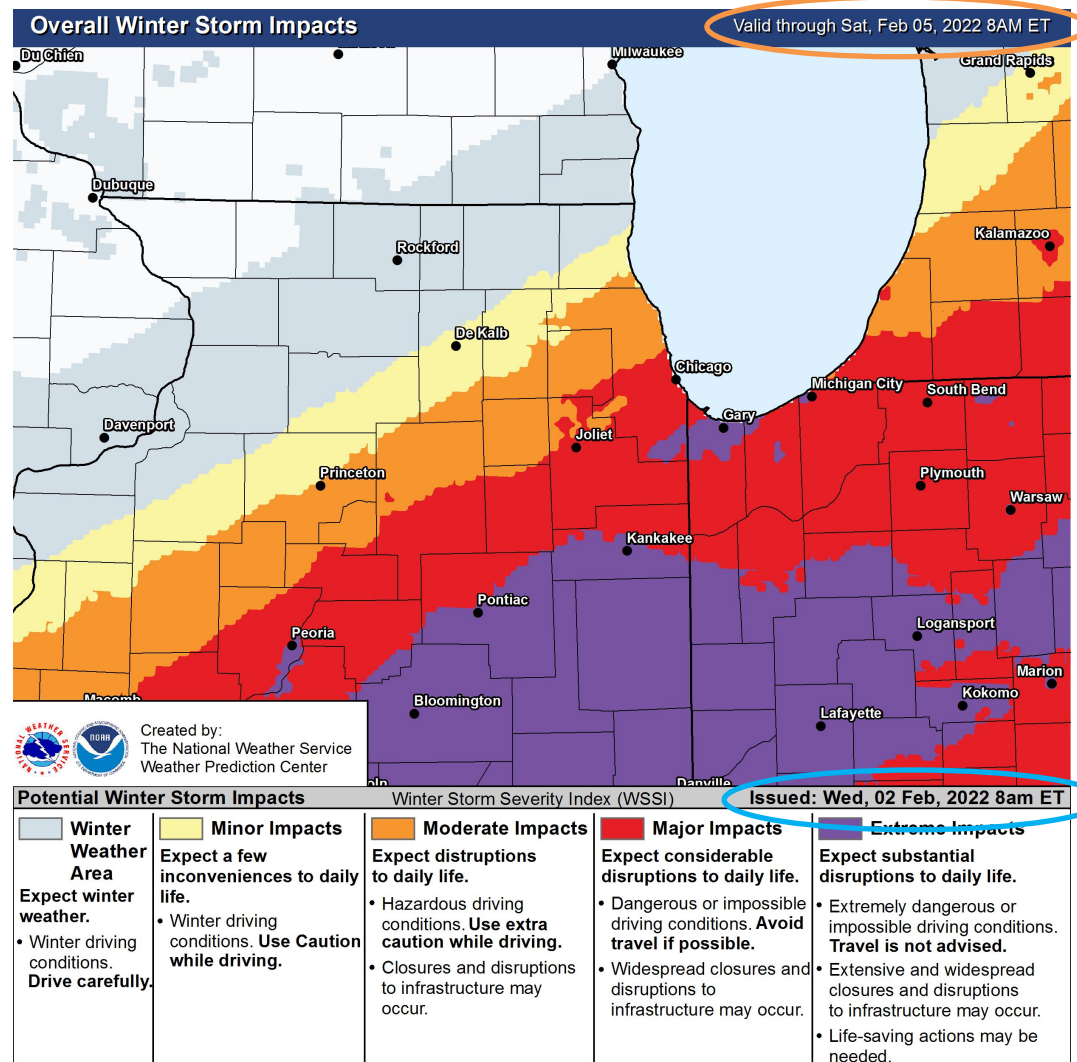 Overall Winter Storm Impacts
Valid through Sat, Feb 05, 2022 8AM ET
Du Chien
Milwaukee
Grand Rapids
Dubuque
Rockford
Kalamazoo
De Kalb
Chicago
Michigan City
South Bend
Davenport
Gary
Joliet
Princeton
Plymouth
Warsaw
Kankakee
Pontiac
Peoria
Logansport
Marion
Macomb
Bloomington
Kokomo
Lafayette
NATIONAL WEATHER SERVICE
NOAA
Created by:
The National Weather Service
Weather Prediction Center
oln
Danville
Potential Winter Storm Impacts
Winter Storm Severity Index (WSSI)
Issued: Wed, 02 Feb, 2022 8am ET
Winter
Weather
Area
Expect winter
weather.
• Winter driving
conditions.
Drive carefully.
Minor Impacts
Expect a few
inconveniences to daily
life.
• Winter driving
conditions. Use Caution
while driving.
Moderate Impacts
Expect distruptions
to daily life.
• Hazardous driving
conditions. Use extra
caution while driving.
• Closures and disruptions
to infrastructure may
occur.
Major Impacts
Expect considerable
disruptions to daily life.
• Dangerous or impossible
driving conditions. Avoid
travel if possible.
• Widespread closures and
disruptions to
infrastructure may occur.
Extreme Impacts
Expect substantial
disruptions to daily life.
• Extremely dangerous or
impossible driving conditions.
Travel is not advised.
• Extensive and widespread
closures and disruptions
to infrastructure may occur.
• Life-saving actions may be
needed.